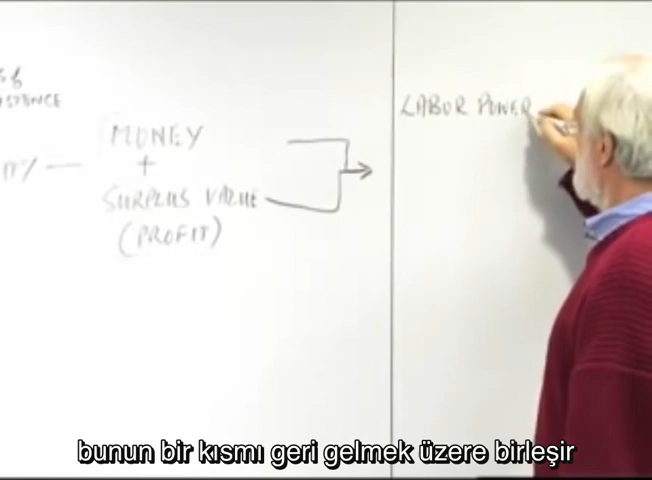 MONEY
+
SURPLUS VALUE
(PROFIT)
LABOR POWER
bunun bir kısmı geri gelmek üzere birleşir